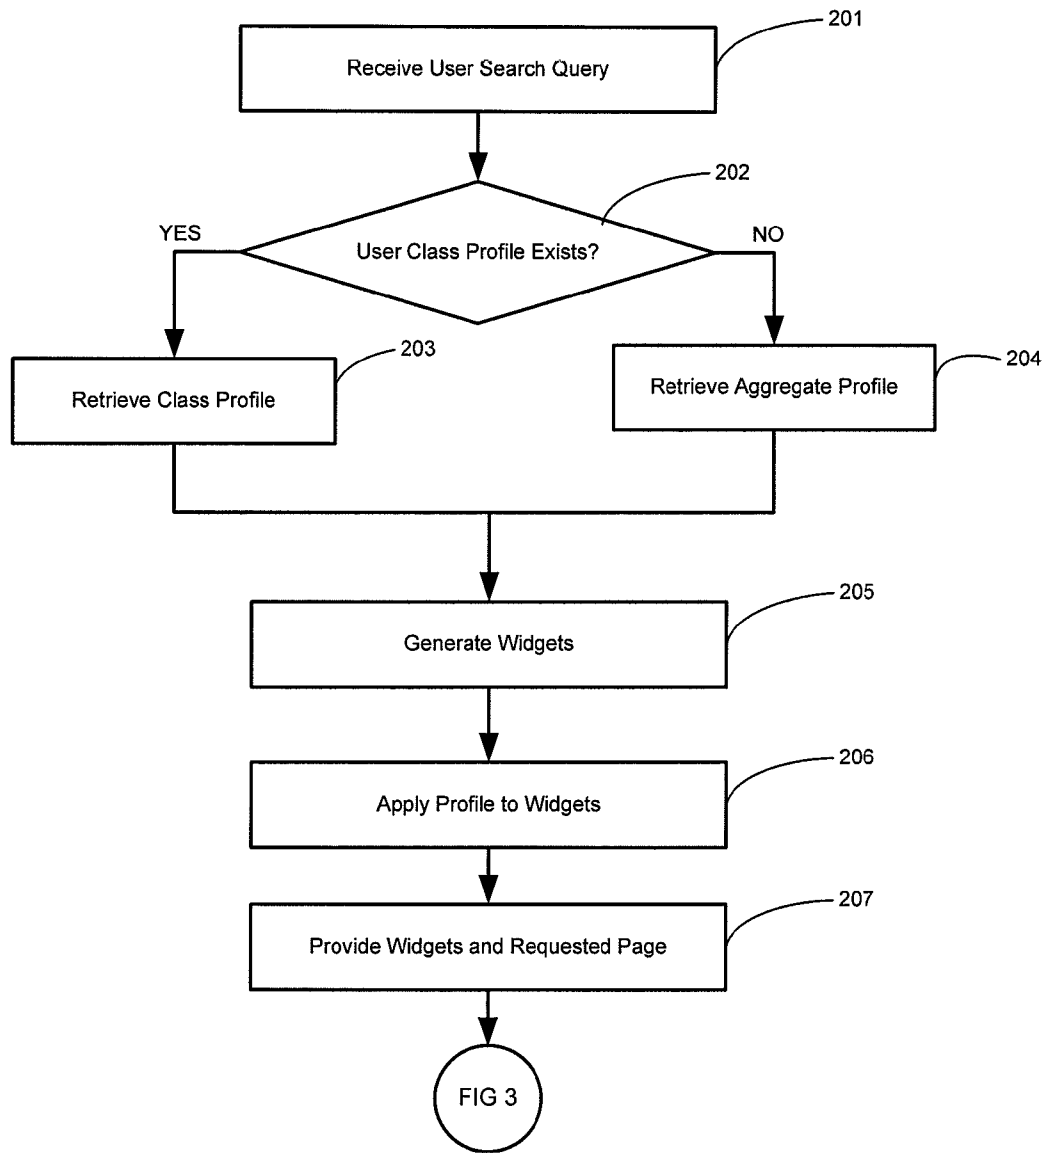 201
Receive User Search Query
202
YES
User Class Profile Exists?
NO
203
Retrieve Class Profile
204
Retrieve Aggregate Profile
205
Generate Widgets
206
Apply Profile to Widgets
207
Provide Widgets and Requested Page
FIG 3